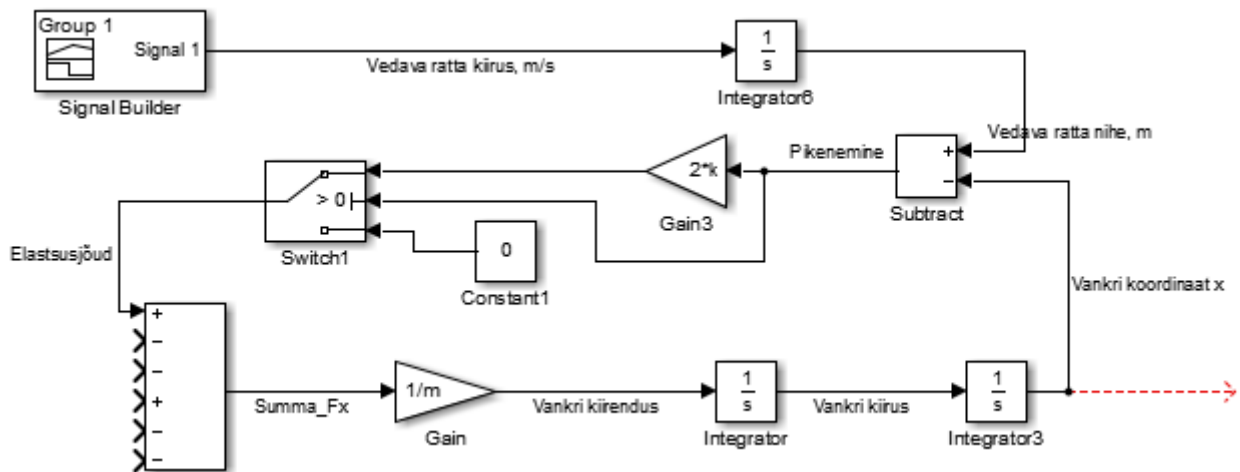 Group 1
Signal 1
Signal Builder
Vedava ratta kiirus, m/s
1
s
Integrator6
Vedava ratta nihe, m
+
−
Subtract
Pikenemine
2*k
Gain3
> 0
Switch1
0
Constant1
Elastsusjõud
Vankri koordinaat x
+
−
−
+
−
−
Summa_Fx
1/m
Gain
Vankri kiirendus
1
s
Integrator
Vankri kiirus
1
s
Integrator3